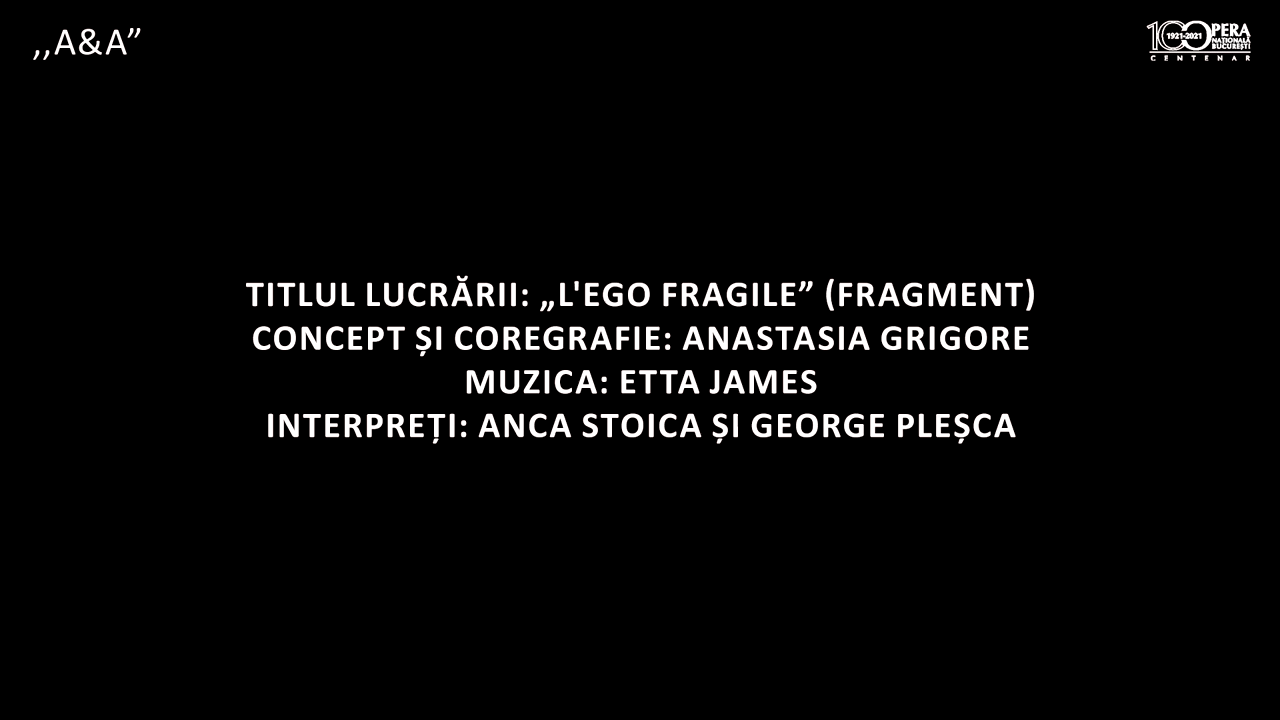 ,,A&A”
100 OPERA
1921-2021 NAȚIONALĂ
BUCUREȘTI
CENTENAR
TITLUL LUCRĂRII: „L'EGO FRAGILE” (FRAGMENT)
CONCEPT ȘI COREGRAFIE: ANASTASIA GRIGORE
MUZICA: ETTA JAMES
INTERPREȚI: ANCA STOICA ȘI GEORGE PLEȘCA